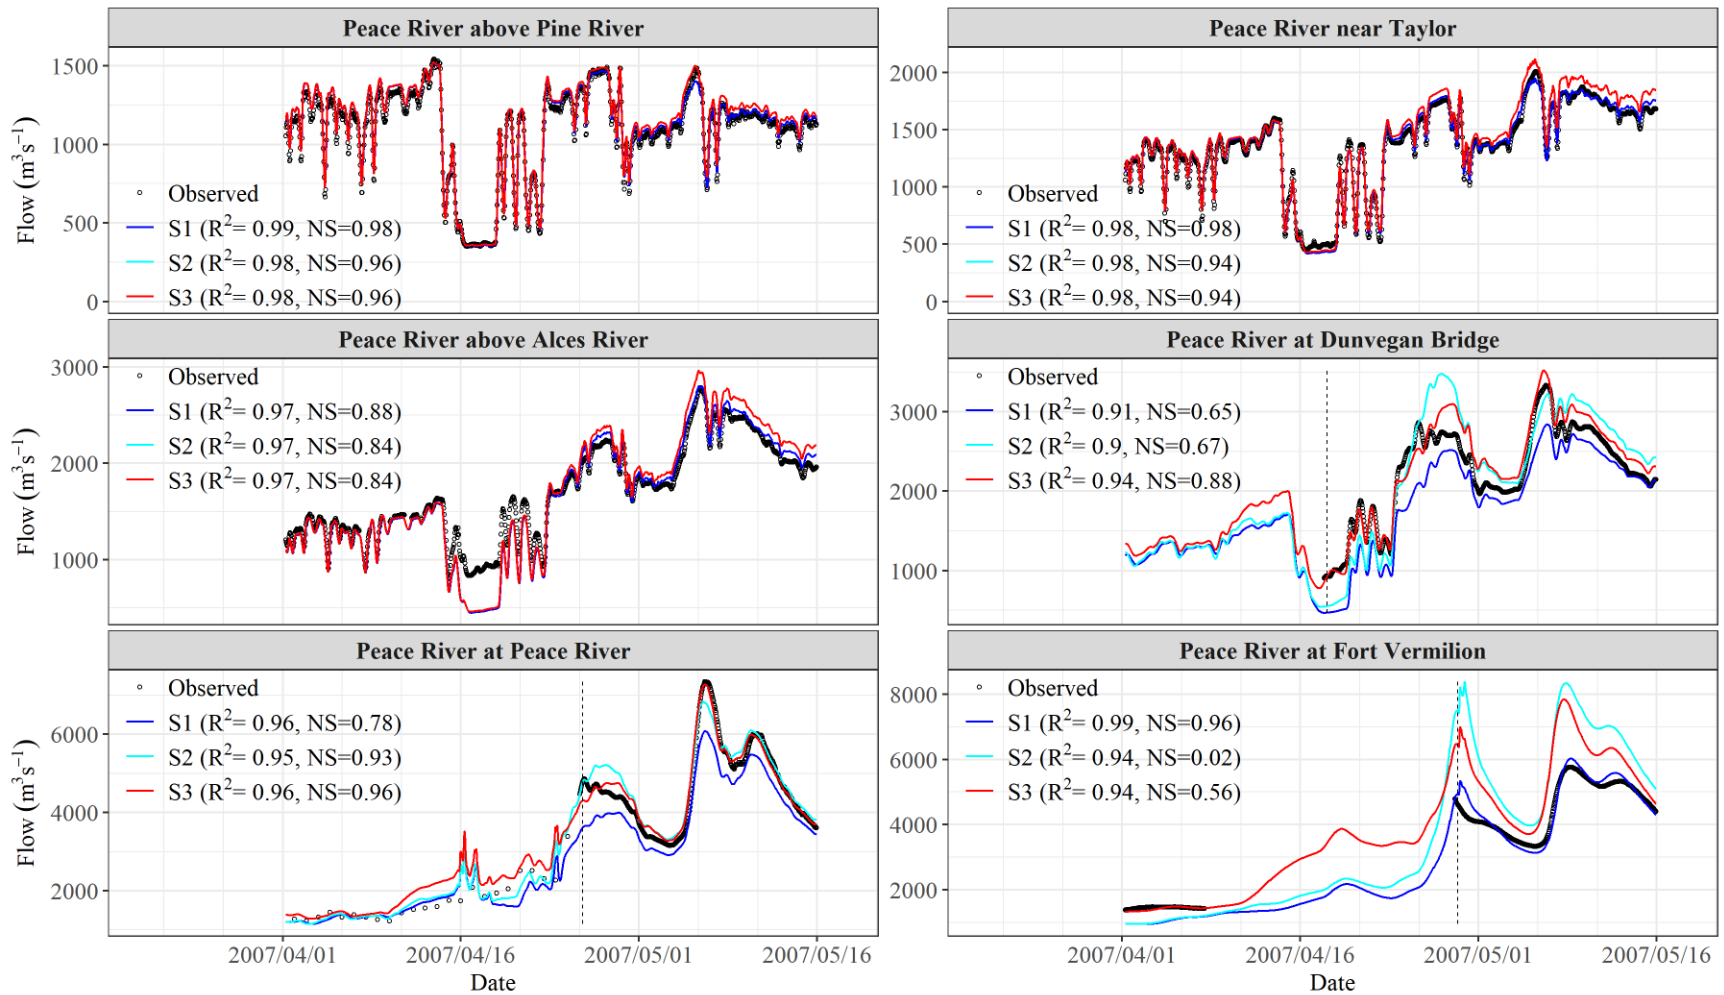 Peace River above Pine River
Peace River near Taylor
Flow (m³s⁻¹)
1500
1000
500
0
Observed
S1 (R²= 0.99, NS=0.98)
S2 (R²= 0.98, NS=0.96)
S3 (R²= 0.98, NS=0.96)
2000
1500
1000
500
0
Observed
S1 (R²= 0.98, NS=0.98)
S2 (R²= 0.98, NS=0.94)
S3 (R²= 0.98, NS=0.94)
Peace River above Alces River
Peace River at Dunvegan Bridge
Flow (m³s⁻¹)
3000
2000
1000
Observed
S1 (R²= 0.97, NS=0.88)
S2 (R²= 0.97, NS=0.84)
S3 (R²= 0.97, NS=0.84)
3000
2000
1000
Observed
S1 (R²= 0.91, NS=0.65)
S2 (R²= 0.9, NS=0.67)
S3 (R²= 0.94, NS=0.88)
Peace River at Peace River
Peace River at Fort Vermilion
Flow (m³s⁻¹)
6000
4000
2000
Observed
S1 (R²= 0.96, NS=0.78)
S2 (R²= 0.95, NS=0.93)
S3 (R²= 0.96, NS=0.96)
8000
6000
4000
2000
Observed
S1 (R²= 0.99, NS=0.96)
S2 (R²= 0.94, NS=0.02)
S3 (R²= 0.94, NS=0.56)
2007/04/01 2007/04/16 2007/05/01 2007/05/16
2007/04/01 2007/04/16 2007/05/01 2007/05/16
Date
Date